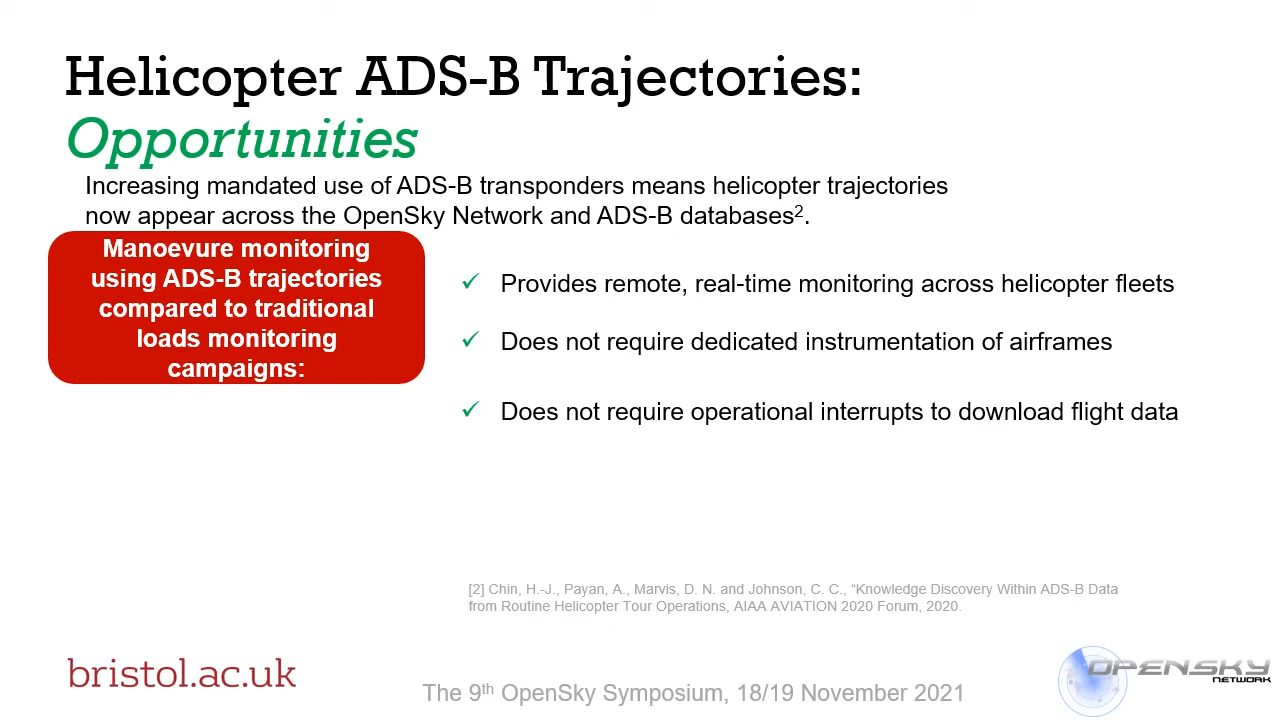 Helicopter ADS-B Trajectories:
Opportunities
Increasing mandated use of ADS-B transponders means helicopter trajectories
now appear across the OpenSky Network and ADS-B databases².
Manoevure monitoring
using ADS-B trajectories
compared to traditional
loads monitoring
campaigns:
✓ Provides remote, real-time monitoring across helicopter fleets
✓ Does not require dedicated instrumentation of airframes
✓ Does not require operational interrupts to download flight data
[2] Chin, H.-J., Payan, A., Marvis, D. N. and Johnson, C. C., “Knowledge Discovery Within ADS-B Data
from Routine Helicopter Tour Operations, AIAA AVIATION 2020 Forum, 2020.
bristol.ac.uk
The 9th OpenSky Symposium, 18/19 November 2021
OPENSKY
NETWORK